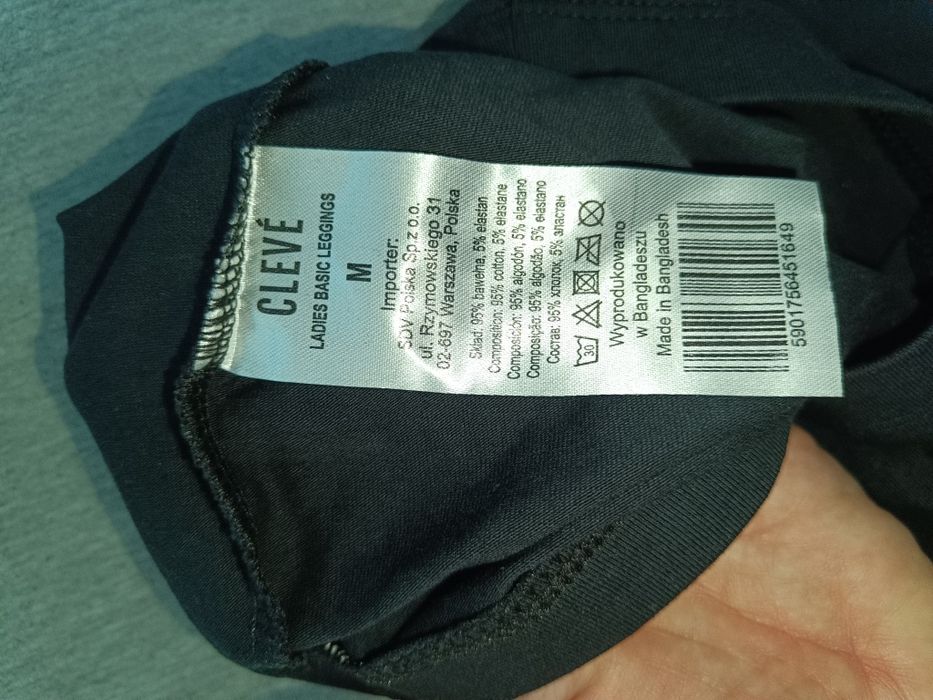 CLEVÉ
LADIES BASIC LEGGINGS
M
Importer:
SDV Polska Sp.z o.o.
ul. Rzymowskiego 31
02-697 Warszawa, Polska
Skład: 95% bawełna, 5% elastan
Composition: 95% cotton, 5% elastane
Composición: 95% algodón, 5% elastano
Composição: 95% algodão, 5% elastano
Состав: 95% хлопок, 5% эластан
30
Wyprodukowano
w Bangladeszu
Made in Bangladesh
5901756451649